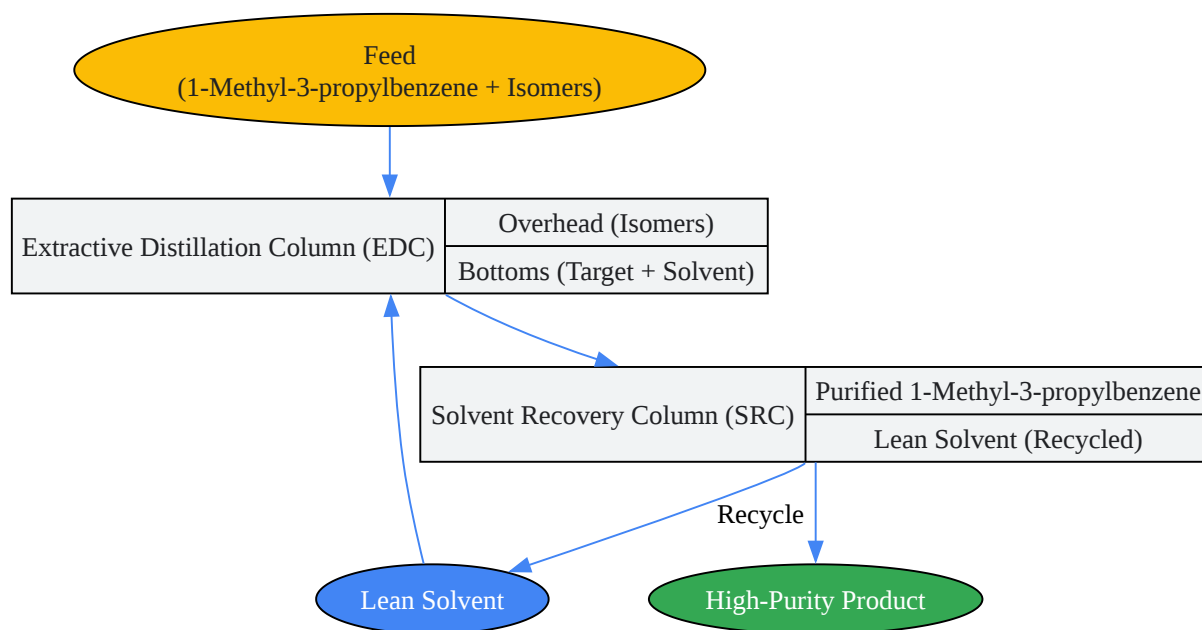 Feed
(1-Methyl-3-propylbenzene + Isomers)
Extractive Distillation Column (EDC)
Overhead (Isomers)
Bottoms (Target + Solvent)
Solvent Recovery Column (SRC)
Purified 1-Methyl-3-propylbenzene
Lean Solvent (Recycled)
Recycle
Lean Solvent
High-Purity Product